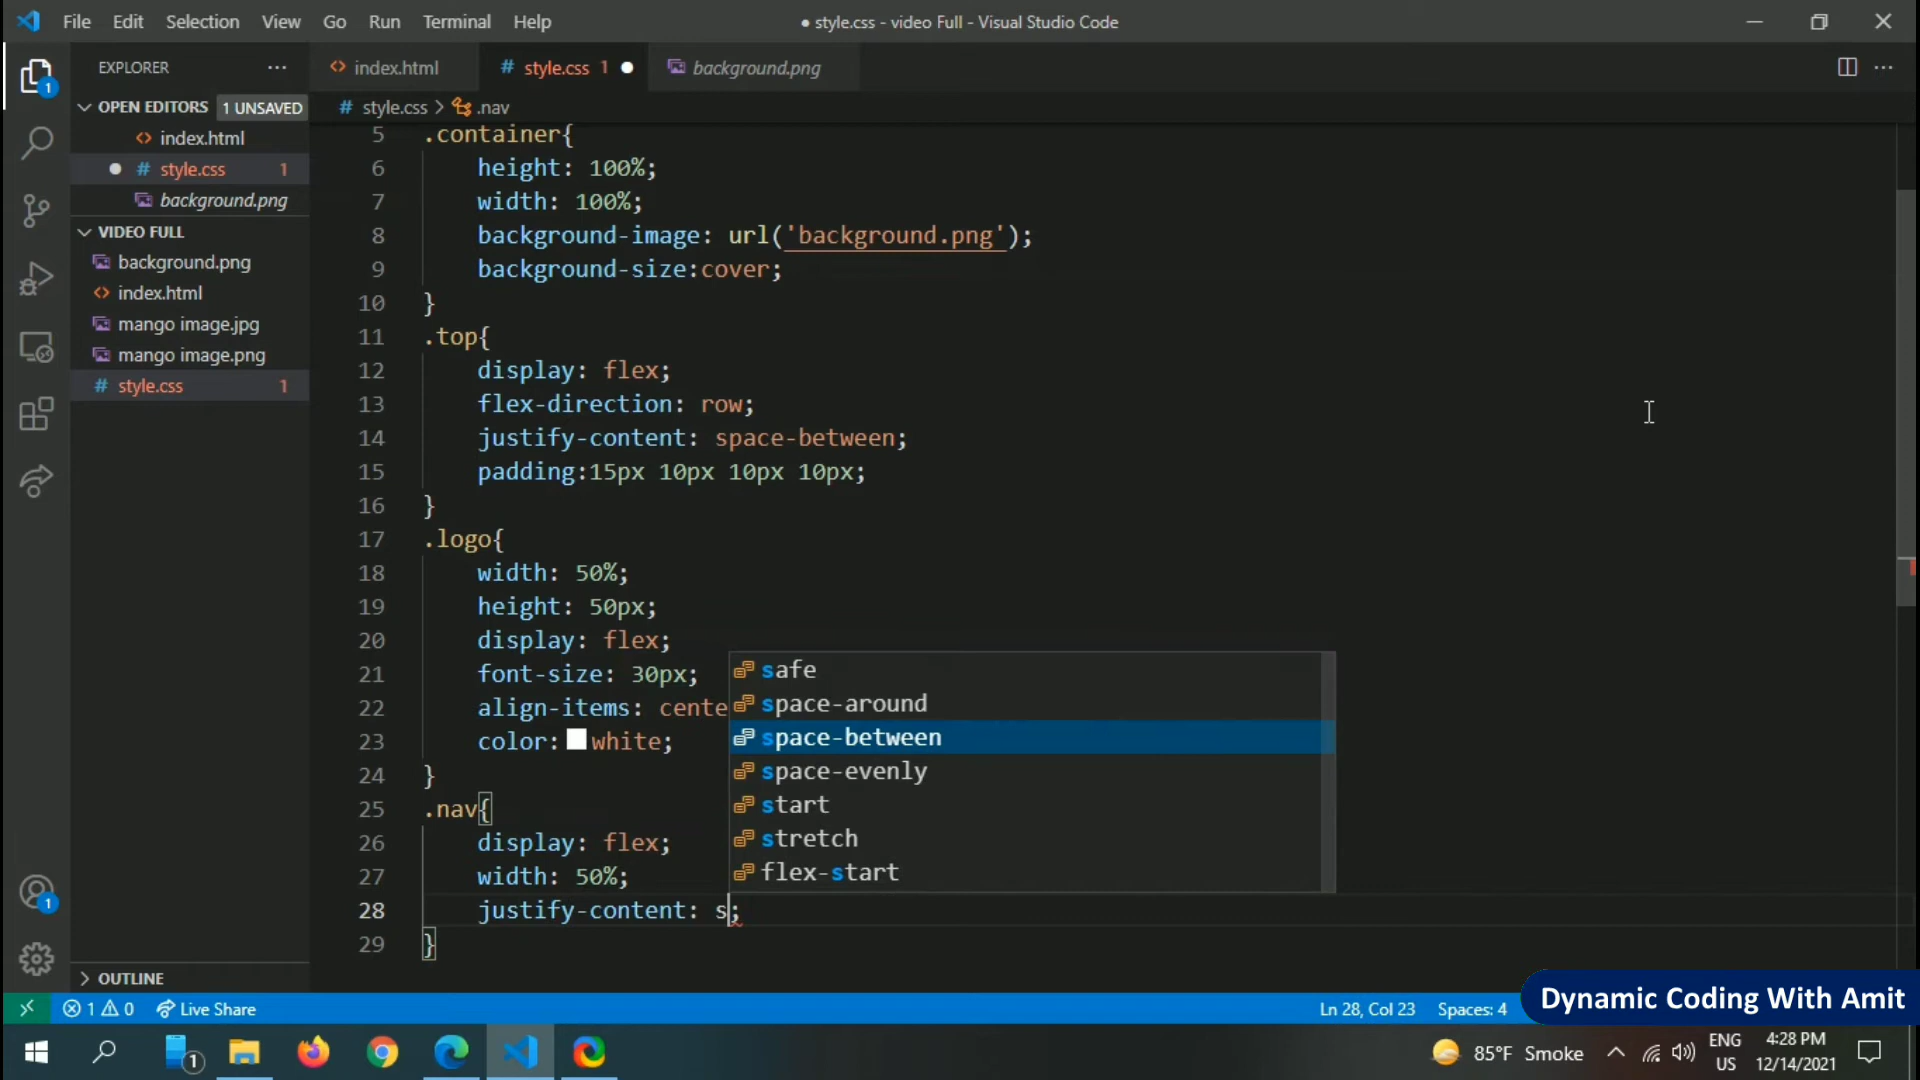 File Edit Selection View Go Run Terminal Help
● style.css - video Full - Visual Studio Code
EXPLORER
index.html
# style.css 1
background.png
OPEN EDITORS 1 UNSAVED
# style.css > .nav
index.html
# style.css 1
background.png
VIDEO FULL
background.png
index.html
mango image.jpg
mango image.png
# style.css 1
OUTLINE
5 .container{
6 height: 100%;
7 width: 100%;
8 background-image: url('background.png');
9 background-size:cover;
10 }
11 .top{
12 display: flex;
13 flex-direction: row;
14 justify-content: space-between;
15 padding:15px 10px 10px 10px;
16 }
17 .logo{
18 width: 50%;
19 height: 50px;
20 display: flex;
21 font-size: 30px;
22 align-items: cente
23 color: white;
24 }
25 .nav{
26 display: flex;
27 width: 50%;
28 justify-content: s;
29 }
safe
space-around
space-between
space-evenly
start
stretch
flex-start
1
1
1 0 Live Share
Ln 28, Col 23 Spaces: 4
Dynamic Coding With Amit
1
85°F Smoke
ENG
US
4:28 PM
12/14/2021